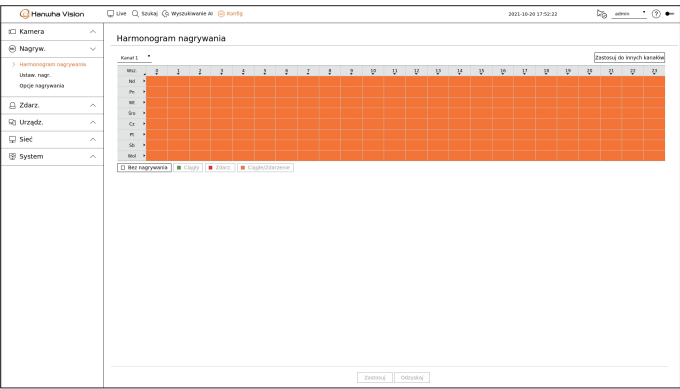 Hanwha Vision Live Szukaj Wyszukiwanie AI Konfig 2021-10-20 17:52:22 admin ?
Kamera
Nagryw.
Harmonogram nagrywania
Ustaw. nagr.
Opcje nagrywania
Zdarz.
Urządz.
Sieć
System
Harmonogram nagrywania
Kanał 1 Zastosuj do innych kanałów
Wsz. 0 1 2 3 4 5 6 7 8 9 10 11 12 13 14 15 16 17 18 19 20 21 22 23
Nd
Pn
Wt
Śro
Cz
Pt
Sb
Wol
Bez nagrywania Ciągły Zdarz. Ciągłe/Zdarzenie
Zastosuj Odzyskaj